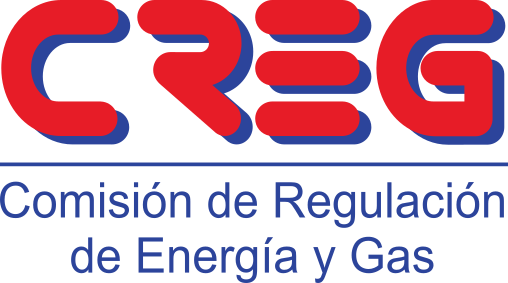 CREG
Comisión de Regulación
de Energía y Gas